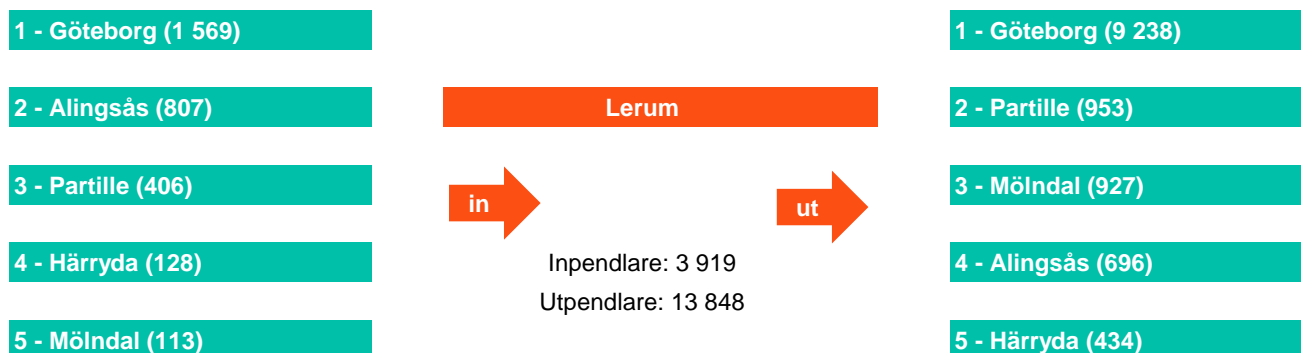 1 - Göteborg (1 569)
2 - Alingsås (807)
3 - Partille (406)
4 - Härryda (128)
5 - Mölndal (113)
Lerum
in
ut
Inpendlare: 3 919
Utpendlare: 13 848
1 - Göteborg (9 238)
2 - Partille (953)
3 - Mölndal (927)
4 - Alingsås (696)
5 - Härryda (434)